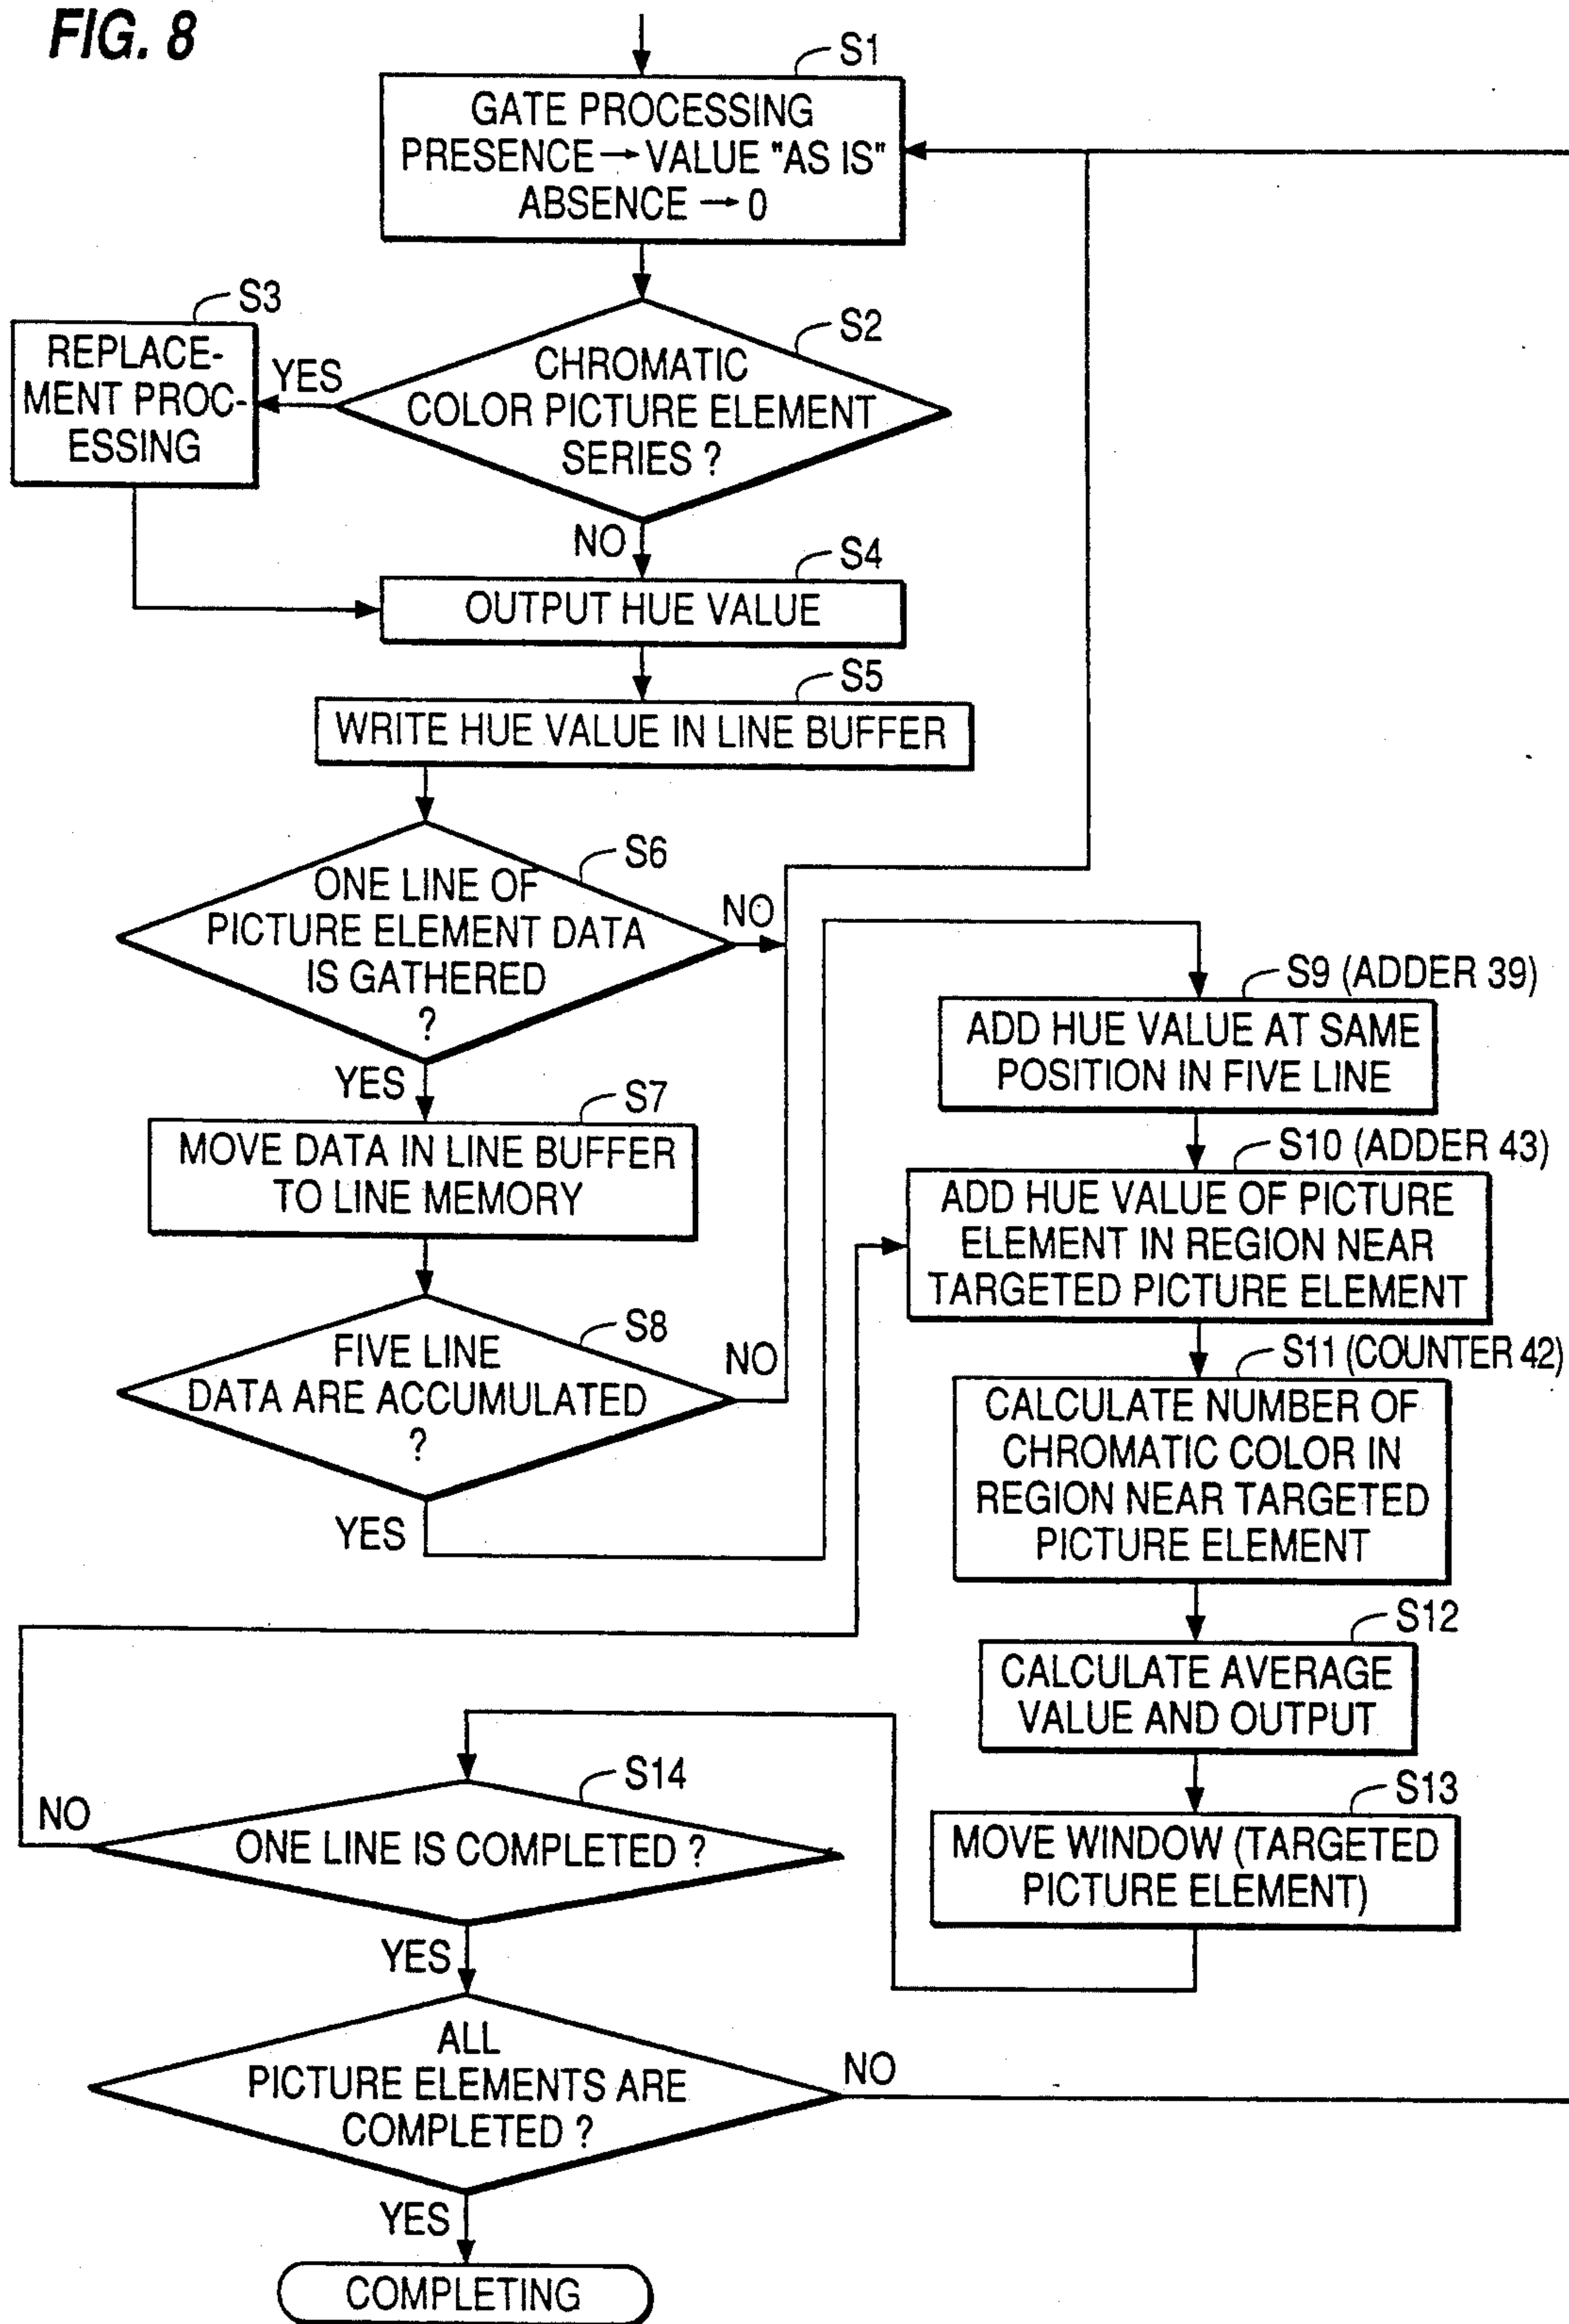 FIG. 8
S1
GATE PROCESSING
PRESENCE → VALUE "AS IS"
ABSENCE → 0
S2
CHROMATIC
COLOR PICTURE ELEMENT
SERIES ?
YES
S3
REPLACE-
MENT PROC-
ESSING
NO
S4
OUTPUT HUE VALUE
S5
WRITE HUE VALUE IN LINE BUFFER
S6
ONE LINE OF
PICTURE ELEMENT DATA
IS GATHERED
?
NO
YES
S7
MOVE DATA IN LINE BUFFER
TO LINE MEMORY
S8
FIVE LINE
DATA ARE ACCUMULATED
?
NO
YES
S9 (ADDER 39)
ADD HUE VALUE AT SAME
POSITION IN FIVE LINE
S10 (ADDER 43)
ADD HUE VALUE OF PICTURE
ELEMENT IN REGION NEAR
TARGETED PICTURE ELEMENT
S11 (COUNTER 42)
CALCULATE NUMBER OF
CHROMATIC COLOR IN
REGION NEAR TARGETED
PICTURE ELEMENT
S12
CALCULATE AVERAGE
VALUE AND OUTPUT
S13
MOVE WINDOW (TARGETED
PICTURE ELEMENT)
S14
ONE LINE IS COMPLETED ?
NO
YES
ALL
PICTURE ELEMENTS ARE
COMPLETED ?
NO
YES
COMPLETING